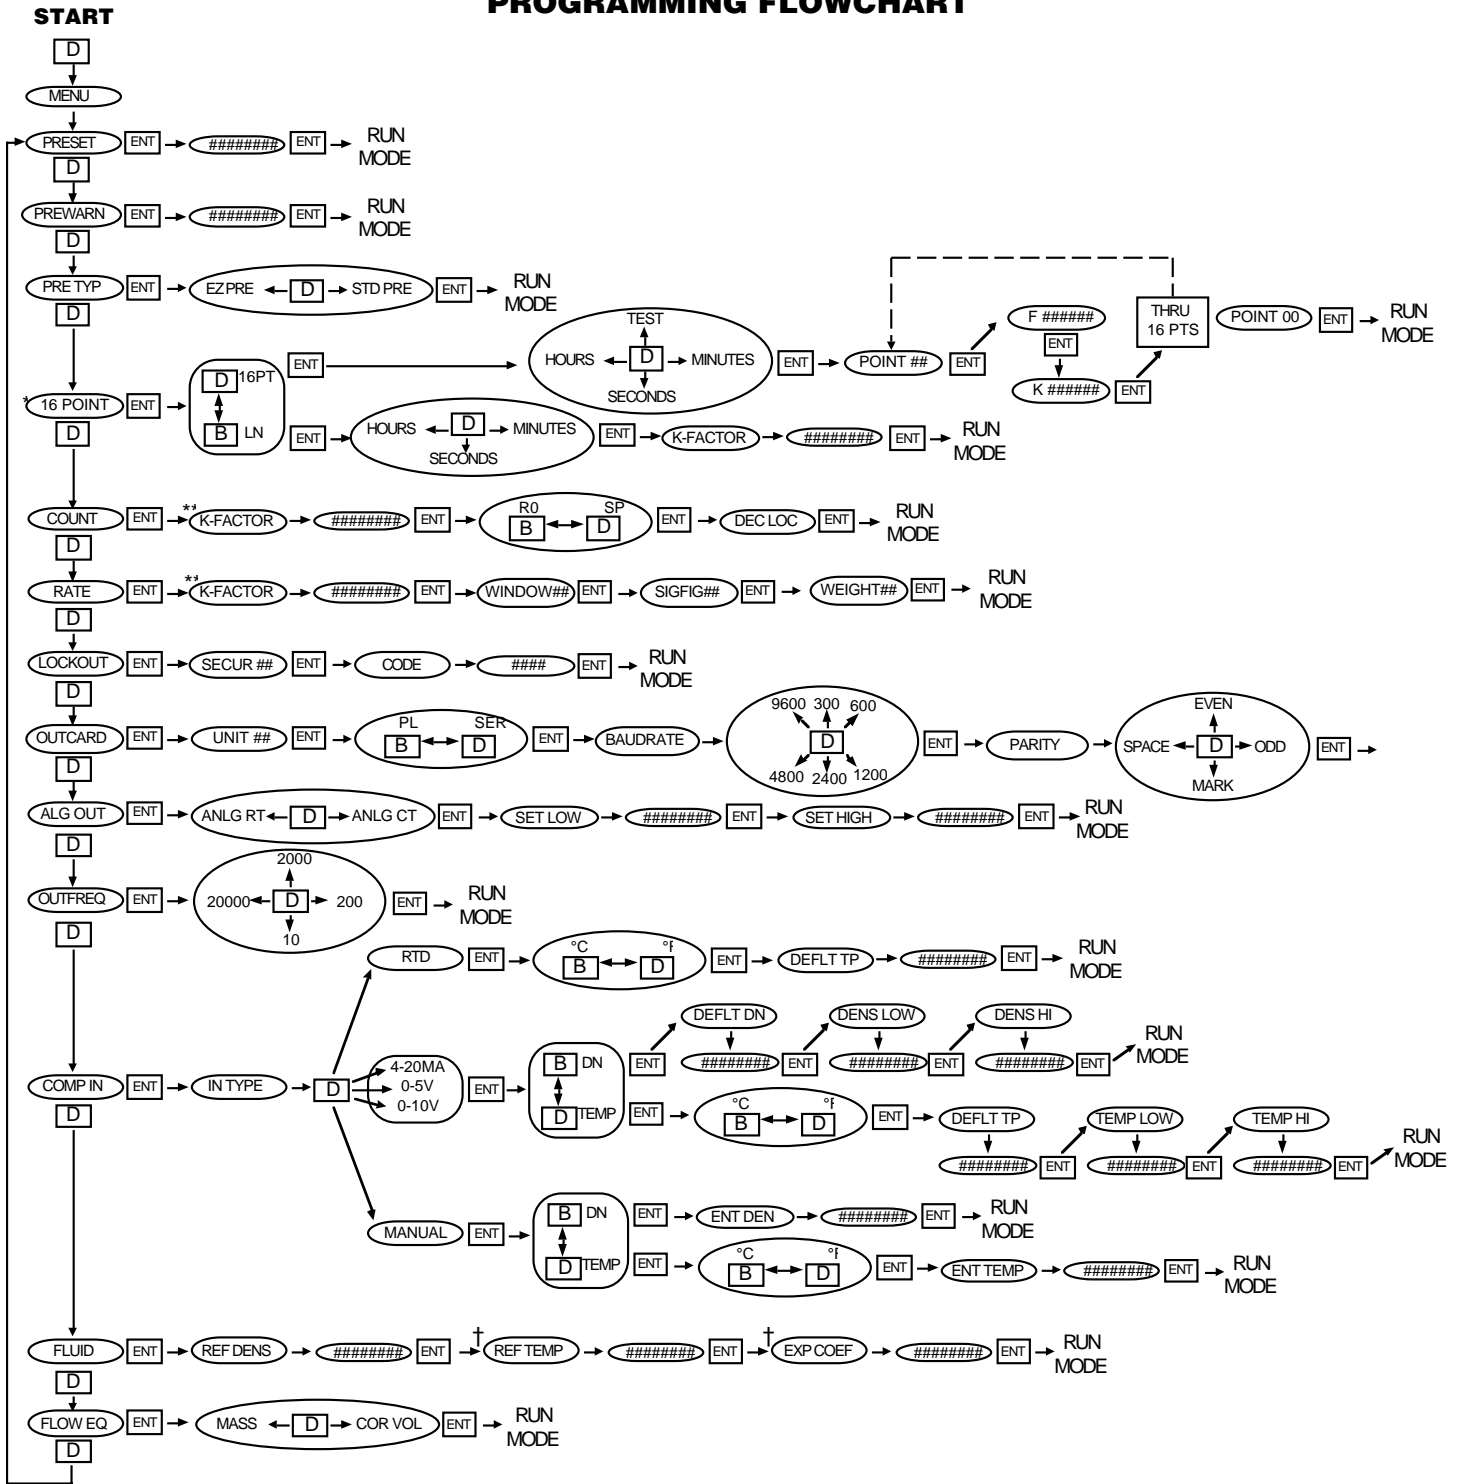 PROGRAMMING FLOWCHART
START
D
MENU
PRESET ENT ######## ENT RUN MODE
D
PREWARN ENT ######## ENT RUN MODE
D
PRE TYP ENT EZ PRE D STD PRE ENT RUN MODE
D
* 16 POINT ENT
D 16PT
B LN
ENT
TEST
HOURS D MINUTES
SECONDS
ENT POINT ## ENT
F ######
ENT
K ###### ENT
THRU
16 PTS
POINT 00 ENT RUN MODE
ENT
HOURS D MINUTES
SECONDS
ENT K-FACTOR ######## ENT RUN MODE
D
COUNT ENT ** K-FACTOR ######## ENT
R0 SP
B D
ENT DEC LOC ENT RUN MODE
D
RATE ENT ** K-FACTOR ######## ENT WINDOW## ENT SIGFIG## ENT WEIGHT## ENT RUN MODE
D
LOCKOUT ENT SECUR ## ENT CODE #### ENT RUN MODE
D
OUTCARD ENT UNIT ## ENT
PL SER
B D
ENT BAUDRATE
9600 300 600
D
4800 2400 1200
ENT PARITY
EVEN
SPACE D ODD
MARK
ENT
D
ALG OUT ENT ANLG RT D ANLG CT ENT SET LOW ######## ENT SET HIGH ######## ENT RUN MODE
D
OUTFREQ ENT
2000
20000 D 200
10
ENT RUN MODE
D
RTD ENT
°C °F
B D
ENT DEFLT TP ######## ENT RUN MODE
COMP IN ENT IN TYPE D
4-20MA
0-5V
0-10V
ENT
B DN
D TEMP
ENT
DEFLT DN
######## ENT
DENS LOW
######## ENT
DENS HI
######## ENT RUN MODE
ENT
°C °F
B D
ENT
DEFLT TP
######## ENT
TEMP LOW
######## ENT
TEMP HI
######## ENT RUN MODE
D
MANUAL ENT
B DN
D TEMP
ENT ENT DEN ######## ENT RUN MODE
ENT
°C °F
B D
ENT ENT TEMP ######## ENT RUN MODE
FLUID ENT REF DENS ######## ENT † REF TEMP ######## ENT † EXP COEF ######## ENT RUN MODE
D
FLOW EQ ENT MASS D COR VOL ENT RUN MODE
D